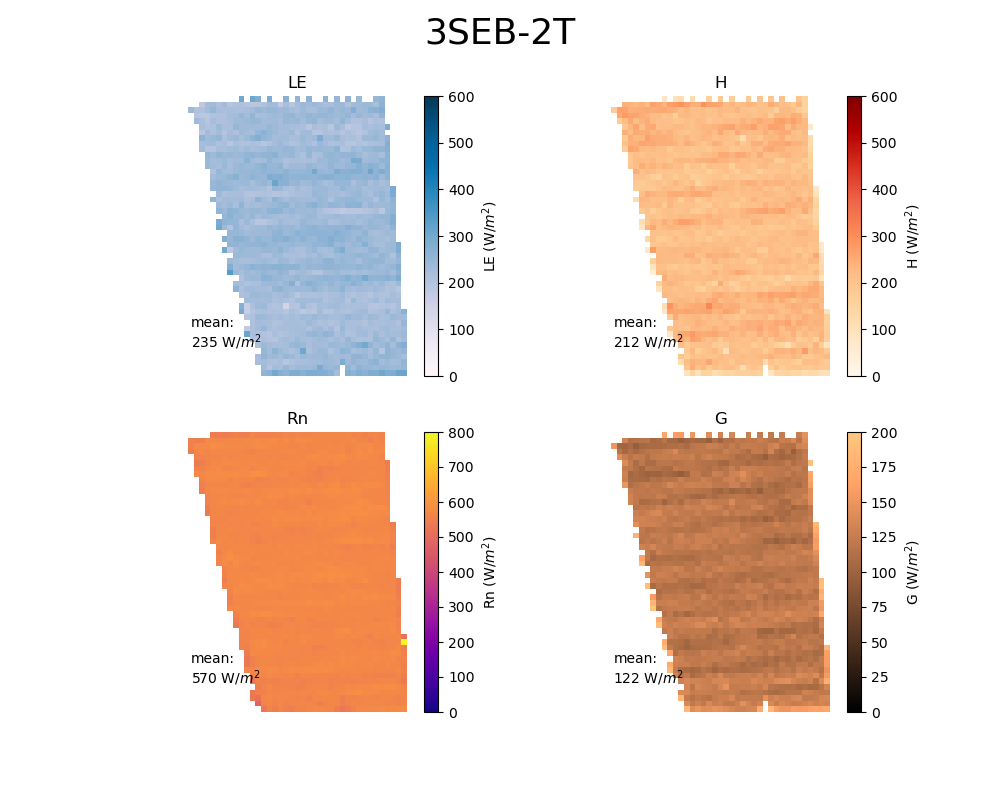 3SEB-2T
LE
600
500
400
300
200
100
0
LE (W/m²)
mean:
235 W/m²
H
600
500
400
300
200
100
0
H (W/m²)
mean:
212 W/m²
Rn
800
700
600
500
400
300
200
100
0
Rn (W/m²)
mean:
570 W/m²
G
200
175
150
125
100
75
50
25
0
G (W/m²)
mean:
122 W/m²